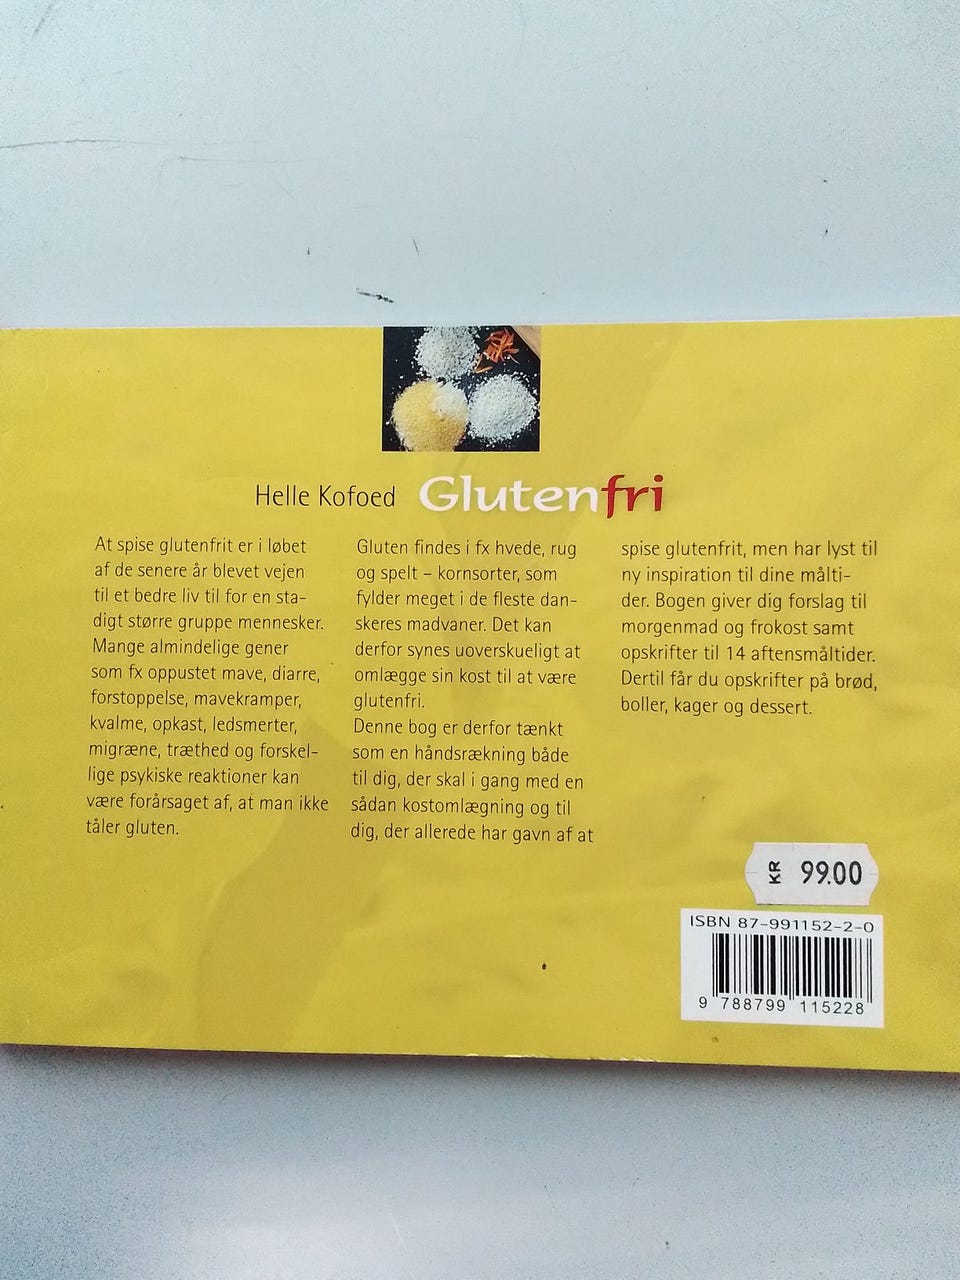 Helle Kofoed Glutenfri
At spise glutenfrit er i løbet
af de senere år blevet vejen
til et bedre liv til for en sta-
digt større gruppe mennesker.
Mange almindelige gener
som fx oppustet mave, diarre,
forstoppelse, mavekramper,
kvalme, opkast, ledsmerter,
migræne, træthed og forskel-
lige psykiske reaktioner kan
være forårsaget af, at man ikke
tåler gluten.
Gluten findes i fx hvede, rug
og spelt – kornsorter, som
fylder meget i de fleste dan-
skeres madvaner. Det kan
derfor synes uoverskueligt at
omlægge sin kost til at være
glutenfri.
Denne bog er derfor tænkt
som en håndsrækning både
til dig, der skal i gang med en
sådan kostomlægning og til
dig, der allerede har gavn af at
spise glutenfrit, men har lyst til
ny inspiration til dine målti-
der. Bogen giver dig forslag til
morgenmad og frokost samt
opskrifter til 14 aftensmåltider.
Dertil får du opskrifter på brød,
boller, kager og dessert.
KR 99.00
ISBN 87-991152-2-0
9 788799 115228